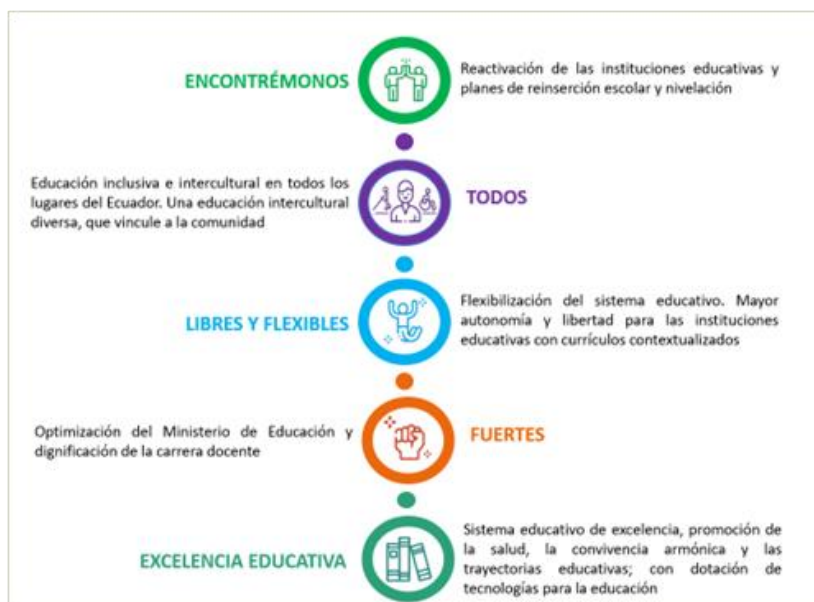 ENCONTRÉMONOS
Reactivación de las instituciones educativas y
planes de reinserción escolar y nivelación
Educación inclusiva e intercultural en todos los
lugares del Ecuador. Una educación intercultural
diversa, que vincule a la comunidad
TODOS
LIBRES Y FLEXIBLES
Flexibilización del sistema educativo. Mayor
autonomía y libertad para las instituciones
educativas con currículos contextualizados
Optimización del Ministerio de Educación y
dignificación de la carrera docente
FUERTES
EXCELENCIA EDUCATIVA
Sistema educativo de excelencia, promoción de
la salud, la convivencia armónica y las
trayectorias educativas; con dotación de
tecnologías para la educación